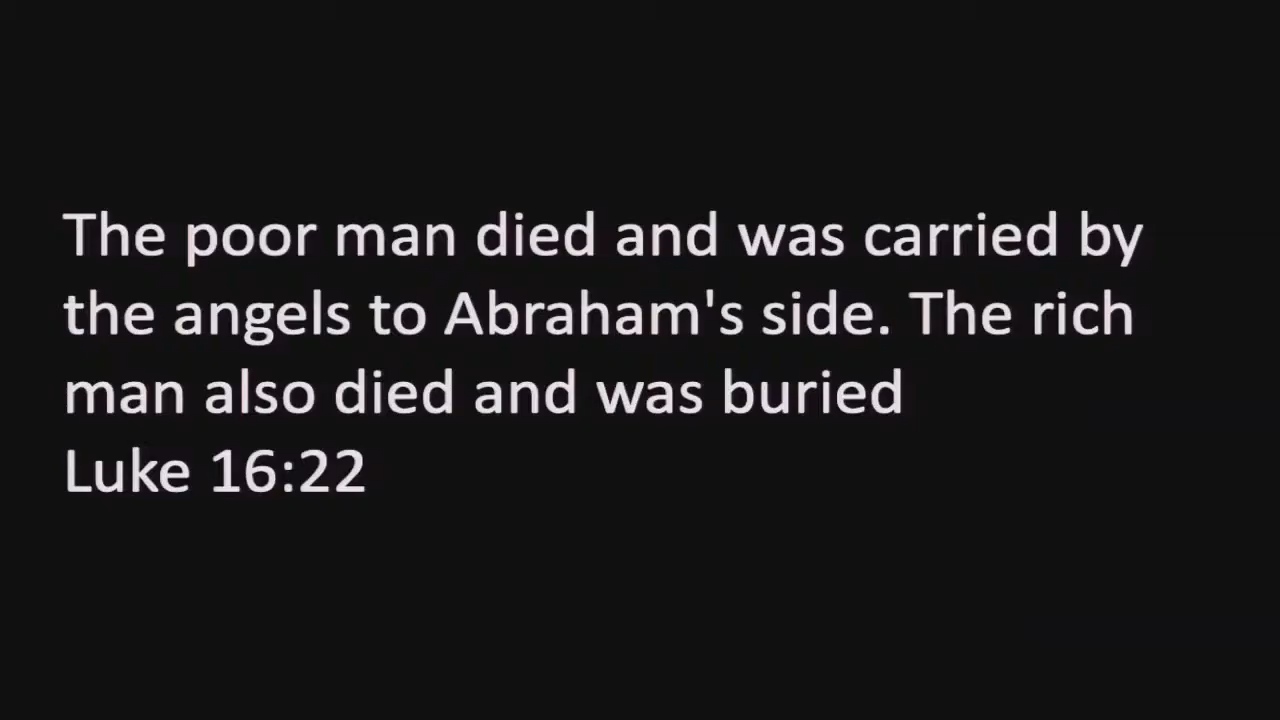 The poor man died and was carried by
the angels to Abraham's side. The rich
man also died and was buried
Luke 16:22